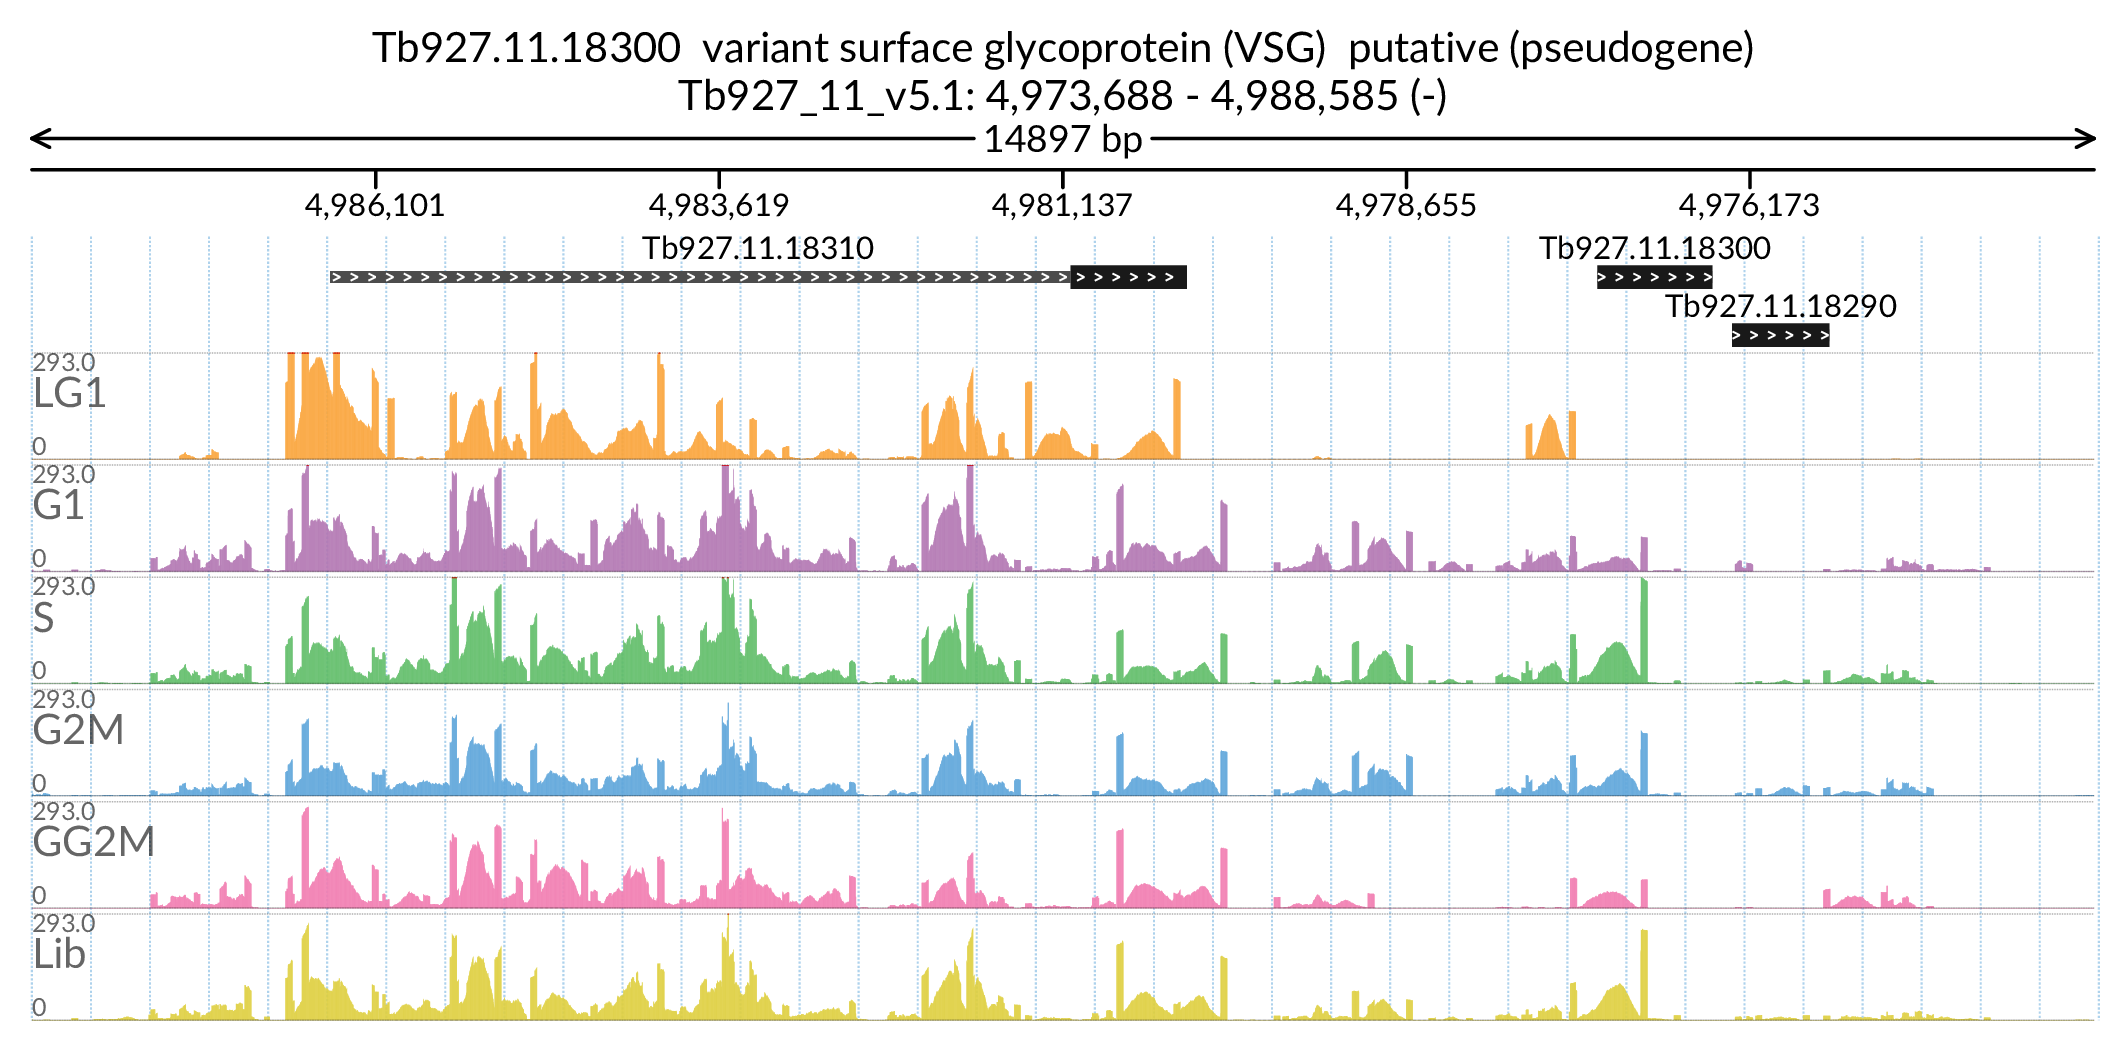 Tb927.11.18300  variant surface glycoprotein (VSG)  putative (pseudogene)
Tb927_11_v5.1: 4,973,688 - 4,988,585 (-)
14897 bp
4,986,101 4,983,619 4,981,137 4,978,655 4,976,173
Tb927.11.18310 Tb927.11.18300
Tb927.11.18290
293.0
LG1
0
293.0
G1
0
293.0
S
0
293.0
G2M
0
293.0
GG2M
0
293.0
Lib
0